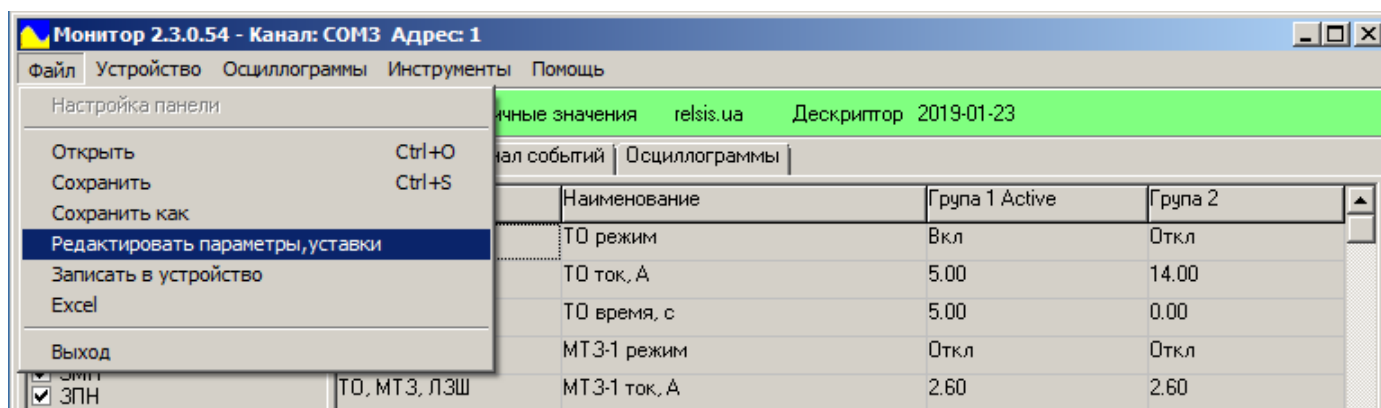 Монитор 2.3.0.54 - Канал: COM3 Адрес: 1
Файл Устройство Осциллограммы Инструменты Помощь
Настройка панели
ичные значения relsis.ua Дескриптор 2019-01-23
Открыть Ctrl+O
нал событий Осциллограммы
Сохранить Ctrl+S
Сохранить как
Наименование Група 1 Active Група 2
Редактировать параметры,уставки
ТО режим Вкл Откл
Записать в устройство
ТО ток, А 5.00 14.00
Excel
ТО время, с 5.00 0.00
Выход
МТЗ-1 режим Откл Откл
ЗМН
ЗПН
ТО, МТЗ, ЛЗШ МТЗ-1 ток, А 2.60 2.60